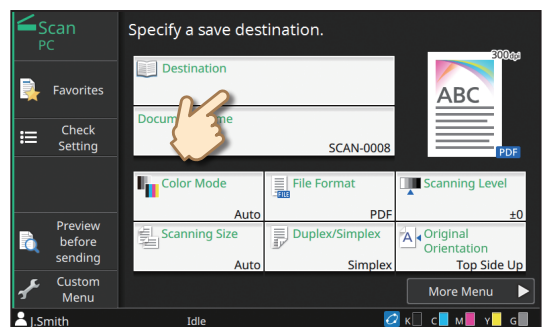 Scan
PC
Specify a save destination.
Favorites
Check
Setting
Preview
before
sending
Custom
Menu
Destination
SCAN-0008
300dpi
ABC
PDF
Color Mode
Auto
File Format
FILE
PDF
Scanning Level
±0
Scanning Size
Auto
Duplex/Simplex
Simplex
A
Original
Orientation
Top Side Up
More Menu
J.Smith
Idle
K
C
M
Y
G